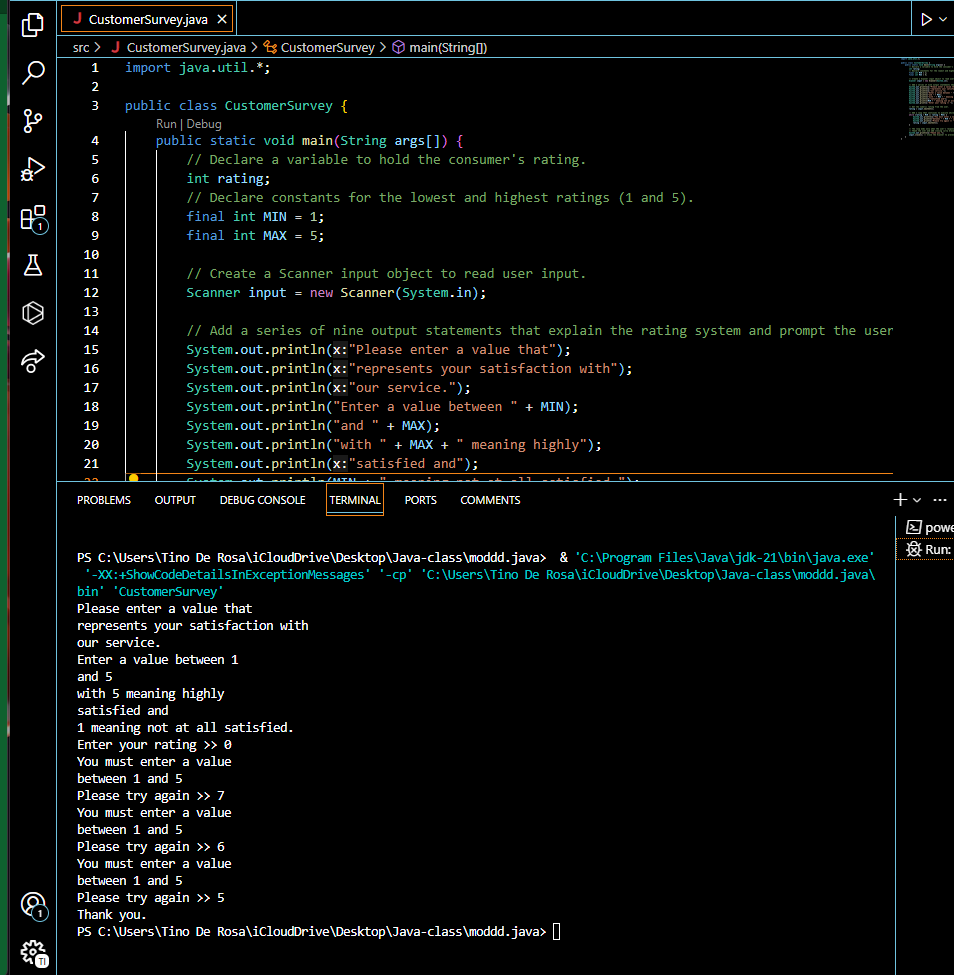 CustomerSurvey.java
src > CustomerSurvey.java > CustomerSurvey > main(String[])
1 import java.util.*;
2
3 public class CustomerSurvey {
Run | Debug
4 public static void main(String args[]) {
5 // Declare a variable to hold the consumer's rating.
6 int rating;
7 // Declare constants for the lowest and highest ratings (1 and 5).
8 final int MIN = 1;
9 final int MAX = 5;
10
11 // Create a Scanner input object to read user input.
12 Scanner input = new Scanner(System.in);
13
14 // Add a series of nine output statements that explain the rating system and prompt the user
15 System.out.println(x:"Please enter a value that");
16 System.out.println(x:"represents your satisfaction with");
17 System.out.println(x:"our service.");
18 System.out.println("Enter a value between " + MIN);
19 System.out.println("and " + MAX);
20 System.out.println("with " + MAX + " meaning highly");
21 System.out.println(x:"satisfied and");
22 System.out.println(MIN + " meaning not at all satisfied.");
PROBLEMS OUTPUT DEBUG CONSOLE TERMINAL PORTS COMMENTS
powe
Run:
PS C:\Users\Tino De Rosa\iCloudDrive\Desktop\Java-class\moddd.java> & 'C:\Program Files\Java\jdk-21\bin\java.exe'
'-XX:+ShowCodeDetailsInExceptionMessages' '-cp' 'C:\Users\Tino De Rosa\iCloudDrive\Desktop\Java-class\moddd.java\
bin' 'CustomerSurvey'
Please enter a value that
represents your satisfaction with
our service.
Enter a value between 1
and 5
with 5 meaning highly
satisfied and
1 meaning not at all satisfied.
Enter your rating >> 0
You must enter a value
between 1 and 5
Please try again >> 7
You must enter a value
between 1 and 5
Please try again >> 6
You must enter a value
between 1 and 5
Please try again >> 5
Thank you.
PS C:\Users\Tino De Rosa\iCloudDrive\Desktop\Java-class\moddd.java>
1
1
TI